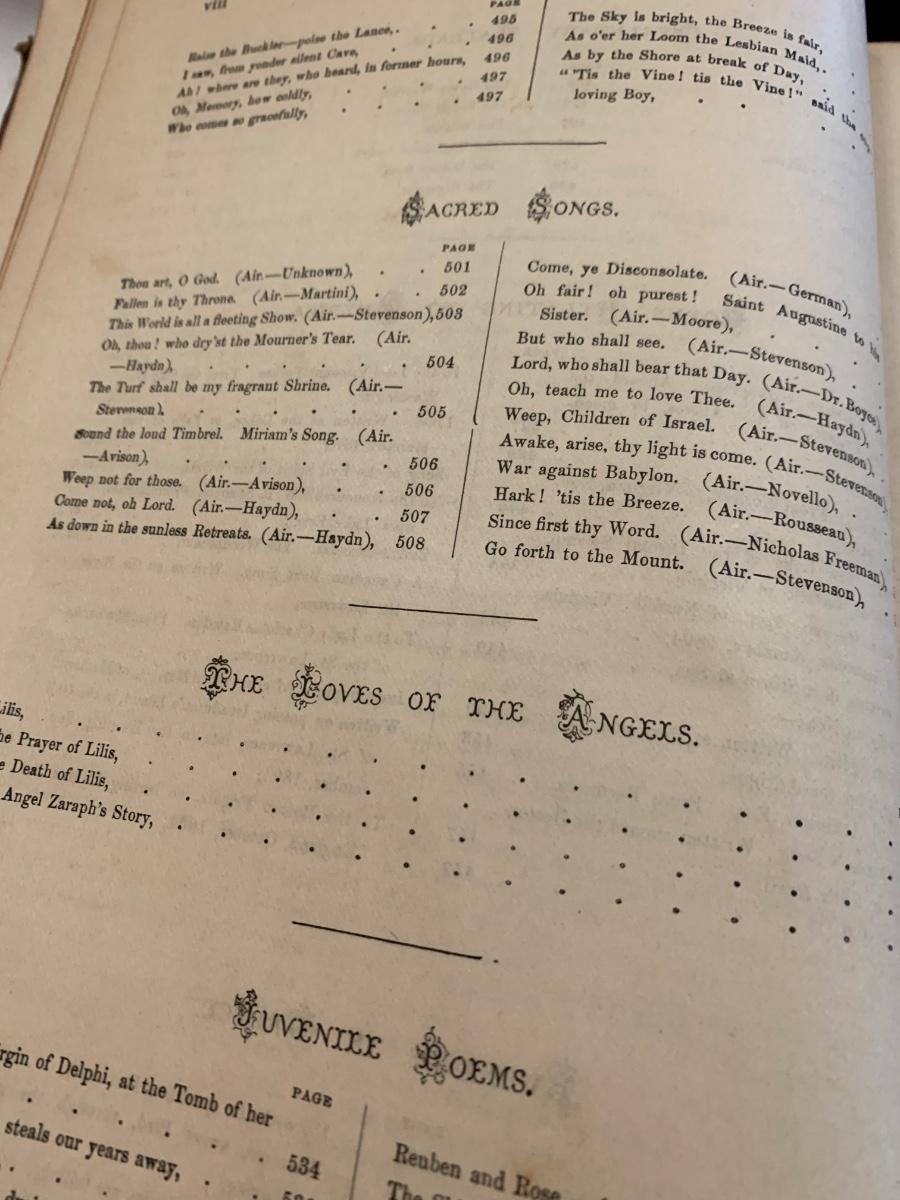 viii
PAGE
Raise the Buckler—poise the Lance, . . . 495
I saw, from yonder silent Cave, . . . 496
Ah! where are they, who heard, in former hours, 496
Oh, Memory, how coldly, . . . . 497
Who comes so gracefully, . . . . 497
The Sky is bright, the Breeze is fair,
As o'er her Loom the Lesbian Maid, .
As by the Shore at break of Day, . .
"'Tis the Vine! tis the Vine!" said the
loving Boy, . . .
SACRED SONGS.
PAGE
Thou art, O God. (Air.—Unknown), . . 501
Fallen is thy Throne. (Air.—Martini), . . 502
This World is all a fleeting Show. (Air.—Stevenson), 503
Oh, thou! who dry'st the Mourner's Tear. (Air.
—Haydn), . . . . . . 504
The Turf shall be my fragrant Shrine. (Air.—
Stevenson), . . . . . . 505
Sound the loud Timbrel. Miriam's Song. (Air.
—Avison), . . . . . . 506
Weep not for those. (Air.—Avison), . . 506
Come not, oh Lord. (Air.—Haydn), . . 507
As down in the sunless Retreats. (Air.—Haydn), 508
Come, ye Disconsolate. (Air.—German),
Oh fair! oh purest! Saint Augustine to his
Sister. (Air.—Moore), . . .
But who shall see. (Air.—Stevenson), .
Lord, who shall bear that Day. (Air.—Dr. Boyce),
Oh, teach me to love Thee. (Air.—Haydn),
Weep, Children of Israel. (Air.—Stevenson),
Awake, arise, thy light is come. (Air.—Stevenson)
War against Babylon. (Air.—Novello), .
Hark! 'tis the Breeze. (Air.—Rousseau),
Since first thy Word. (Air.—Nicholas Freeman),
Go forth to the Mount. (Air.—Stevenson), .
THE LOVES OF THE ANGELS.
Lilis, . . . . . . . . .
he Prayer of Lilis, . . . . . . . . .
e Death of Lilis, . . . . . . . . .
Angel Zaraph's Story, . . . . . . . . .
JUVENILE POEMS.
PAGE
rgin of Delphi, at the Tomb of her
. . . . . . 534
steals our years away, .
Reuben and Rose
The